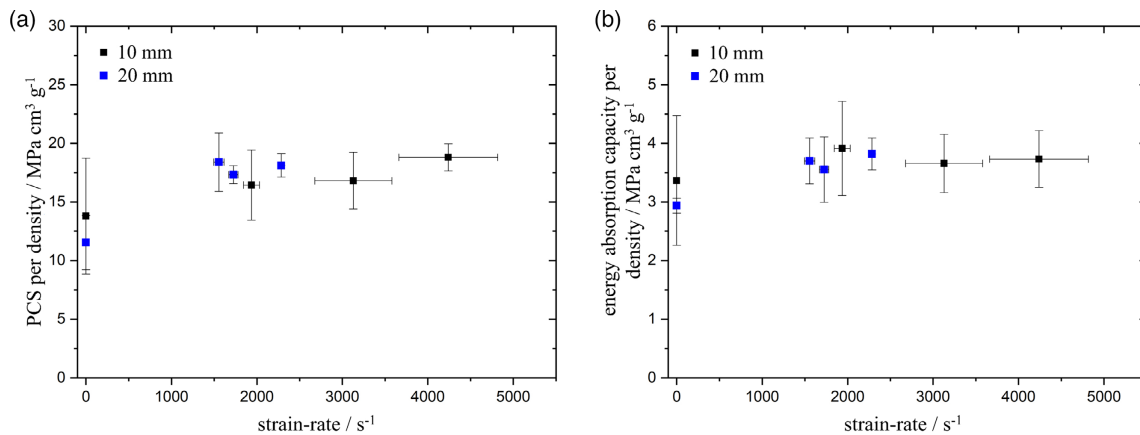 (a)
PCS per density / MPa cm³ g⁻¹
30
25
20
15
10
5
0
10 mm
20 mm
0 1000 2000 3000 4000 5000
strain-rate / s⁻¹
(b)
energy absorption capacity per
density / MPa cm³ g⁻¹
6
5
4
3
2
1
0
10 mm
20 mm
0 1000 2000 3000 4000 5000
strain-rate / s⁻¹